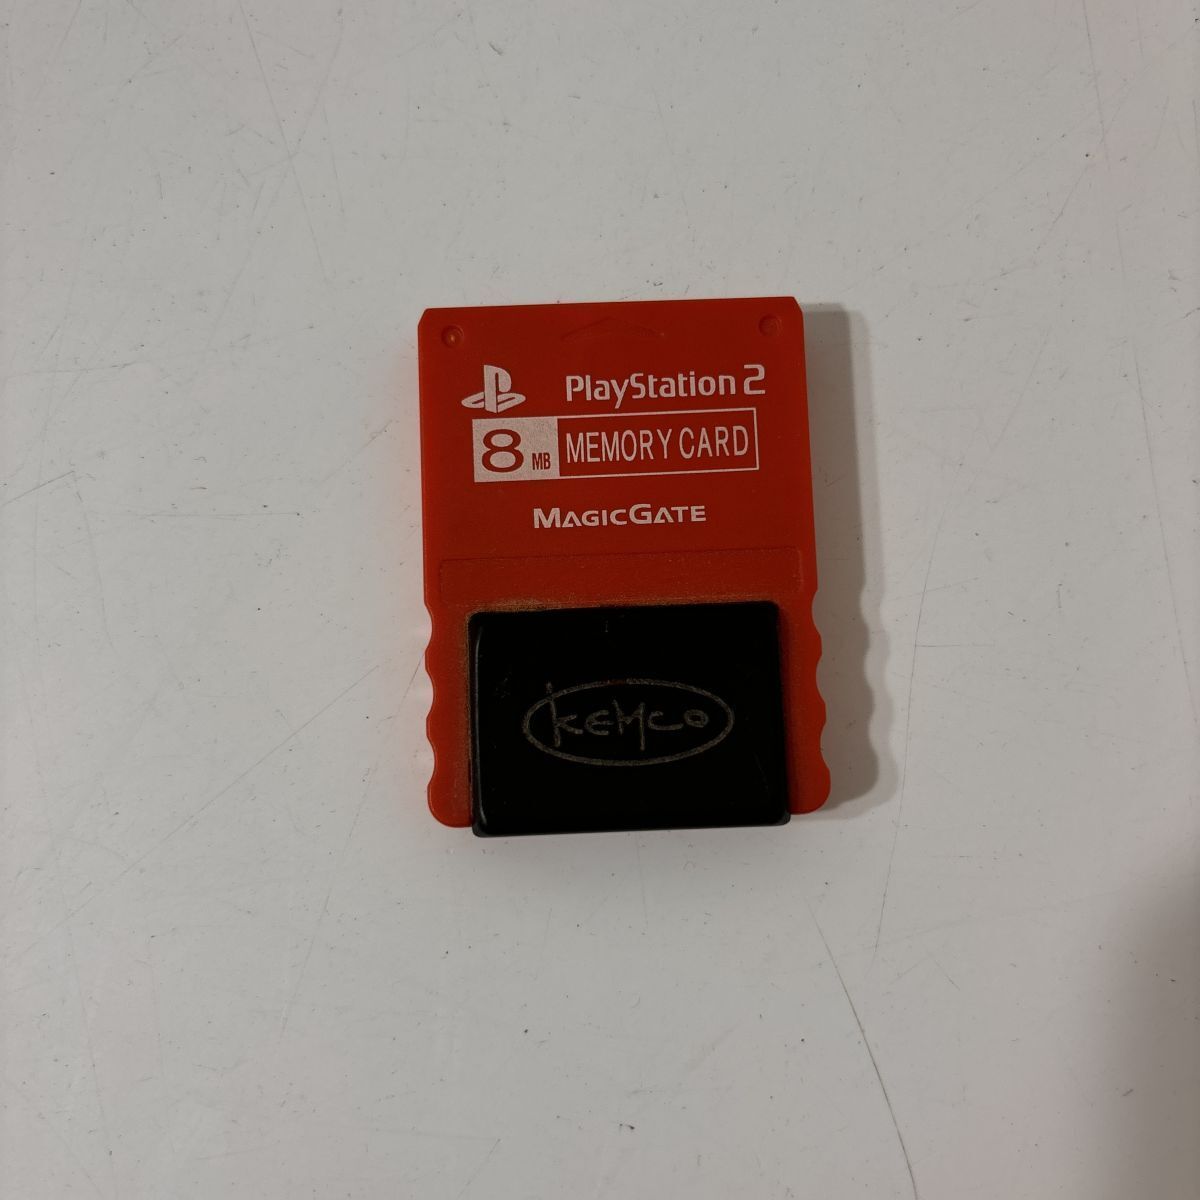 PlayStation 2
8 MB MEMORY CARD
MAGICGATE
KEMCO